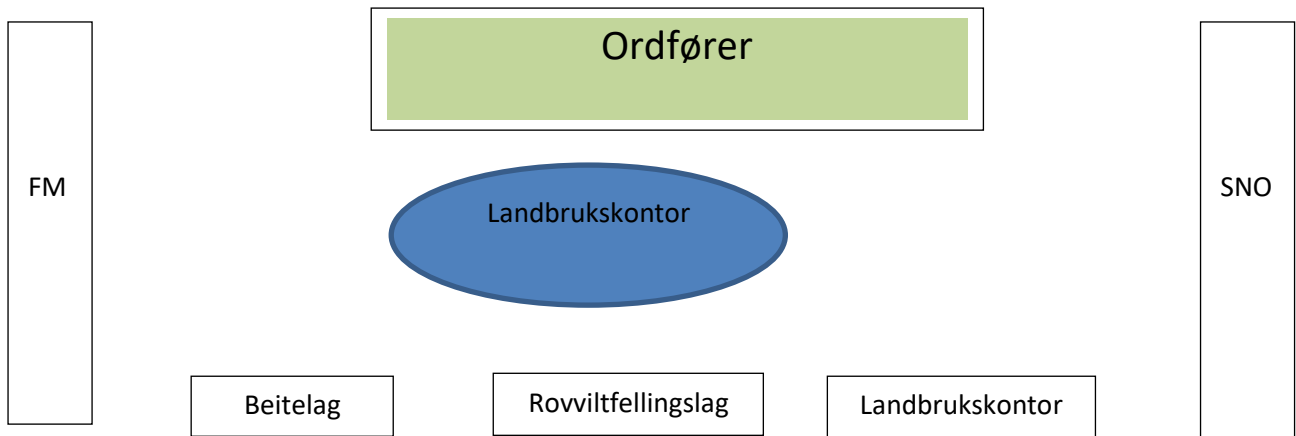 Ordfører
FM
SNO
Landbrukskontor
Beitelag
Rovviltfellingslag
Landbrukskontor